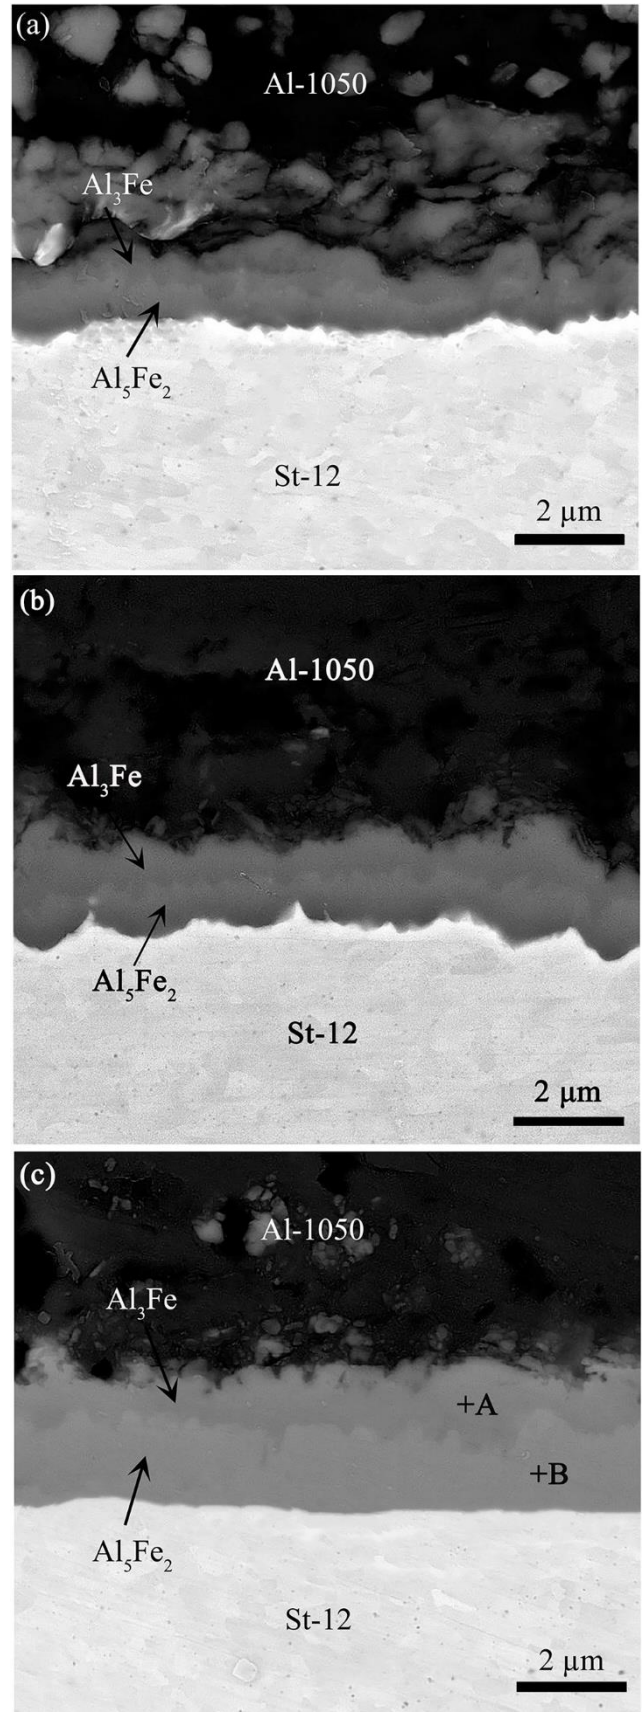 (a)
Al-1050
Al₃Fe
Al₅Fe₂
St-12
2 µm
(b)
Al-1050
Al₃Fe
Al₅Fe₂
St-12
2 µm
(c)
Al-1050
Al₃Fe
+A
+B
Al₅Fe₂
St-12
2 µm